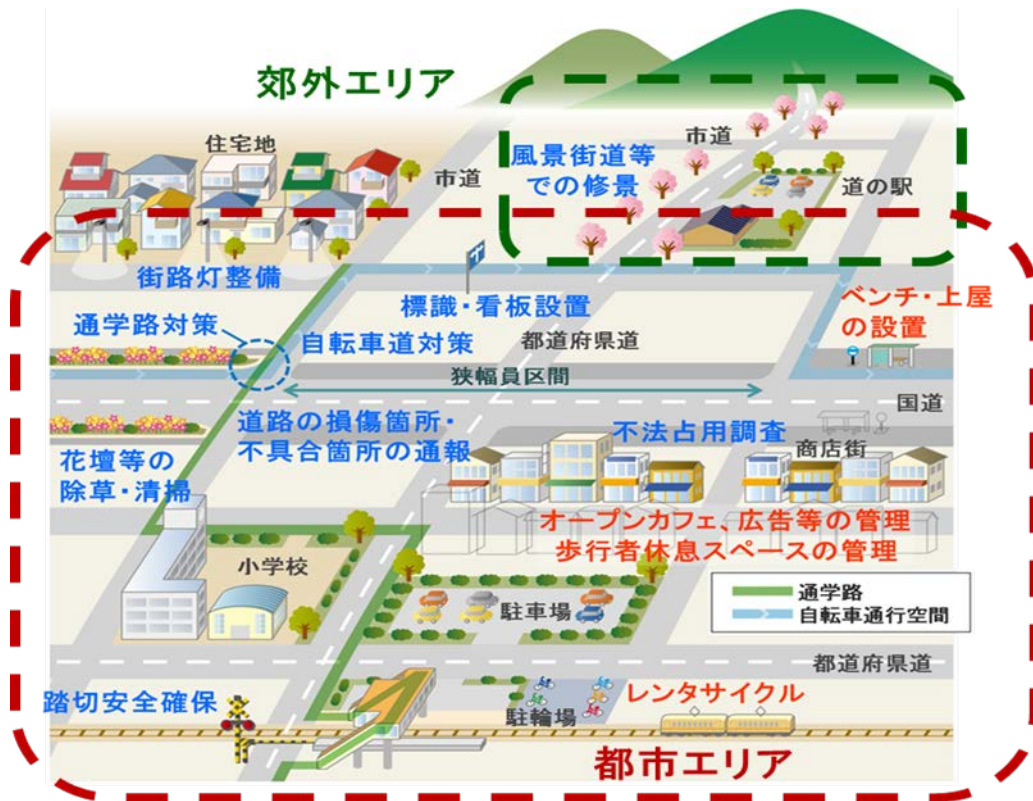 郊外エリア
住宅地
市道
市道
風景街道等
での修景
道の駅
街路灯整備
標識・看板設置
ベンチ・上屋
の設置
通学路対策
自転車道対策
都道府県道
狭幅員区間
国道
道路の損傷箇所・
不具合箇所の通報
不法占用調査
商店街
花壇等の
除草・清掃
オープンカフェ、広告等の管理
歩行者休息スペースの管理
小学校
駐車場
通学路
自転車通行空間
都道府県道
踏切安全確保
駐輪場
レンタサイクル
都市エリア